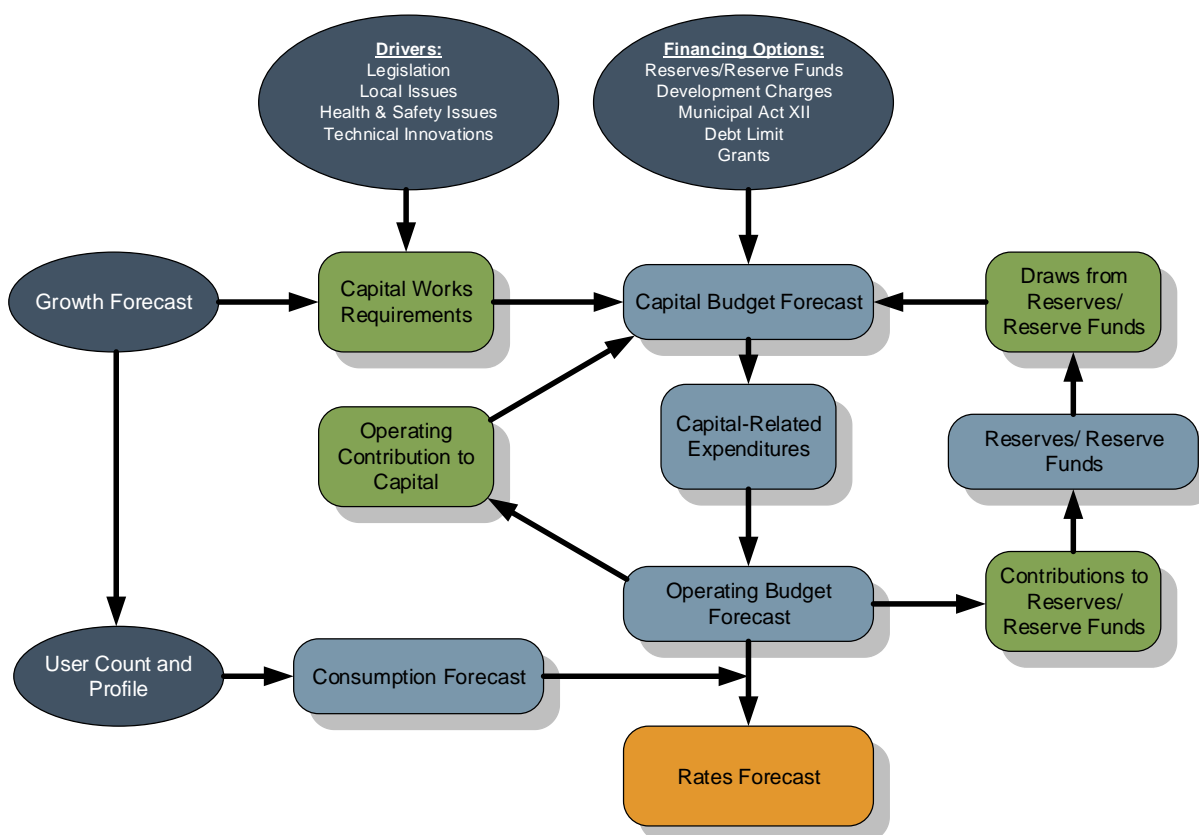 Drivers:
Legislation
Local Issues
Health & Safety Issues
Technical Innovations
Financing Options:
Reserves/Reserve Funds
Development Charges
Municipal Act XII
Debt Limit
Grants
Growth Forecast
Capital Works
Requirements
Capital Budget Forecast
Draws from
Reserves/
Reserve Funds
Operating
Contribution to
Capital
Capital-Related
Expenditures
Reserves/ Reserve
Funds
Operating Budget
Forecast
Contributions to
Reserves/
Reserve Funds
User Count and
Profile
Consumption Forecast
Rates Forecast